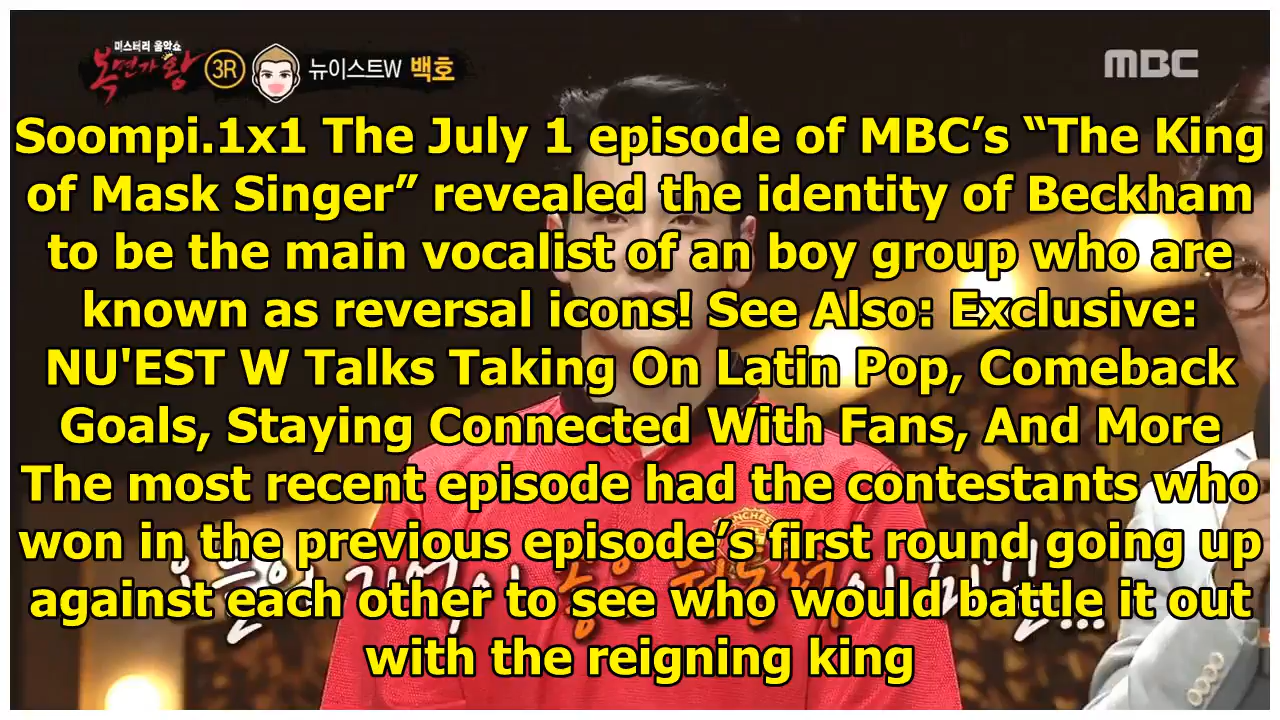 미스터리 음악쇼
복면가왕 3R 뉴이스트W 백호
MBC
Soompi.1x1 The July 1 episode of MBC’s “The King
of Mask Singer” revealed the identity of Beckham
to be the main vocalist of an boy group who are
known as reversal icons! See Also: Exclusive:
NU'EST W Talks Taking On Latin Pop, Comeback
Goals, Staying Connected With Fans, And More
The most recent episode had the contestants who
won in the previous episode’s first round going up
against each other to see who would battle it out
with the reigning king